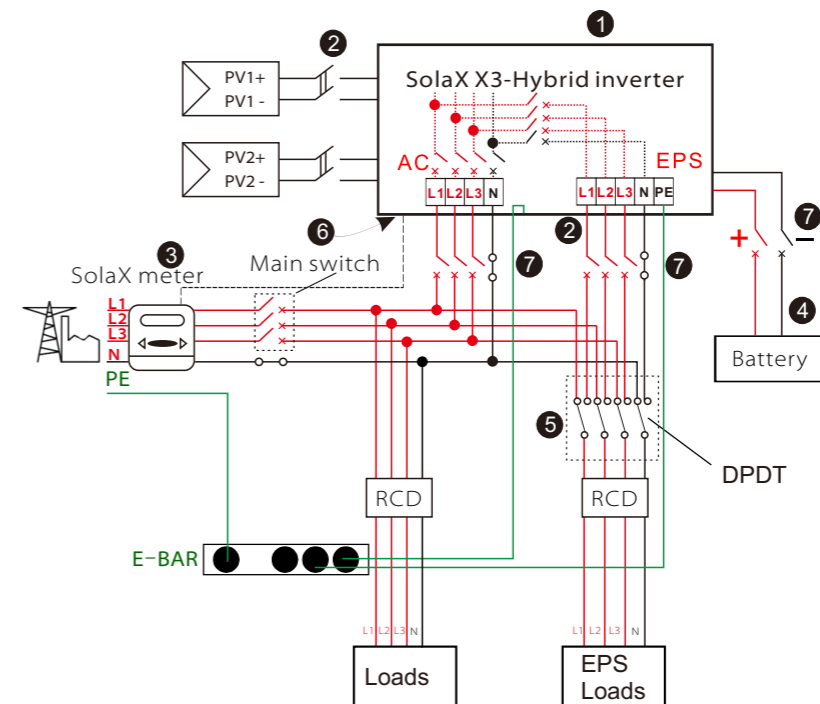 1
2
PV1+
PV1 -
SolaX X3-Hybrid inverter
PV2+
PV2 -
AC
EPS
L1 L2 L3 N
L1 L2 L3 N PE
6
2
7
3
7
7
+
−
SolaX meter
Main switch
L1
L2
L3
N
PE
4
Battery
5
DPDT
RCD
RCD
E-BAR
L1 L2 L3 N
L1 L2 L3 N
Loads
EPS
Loads